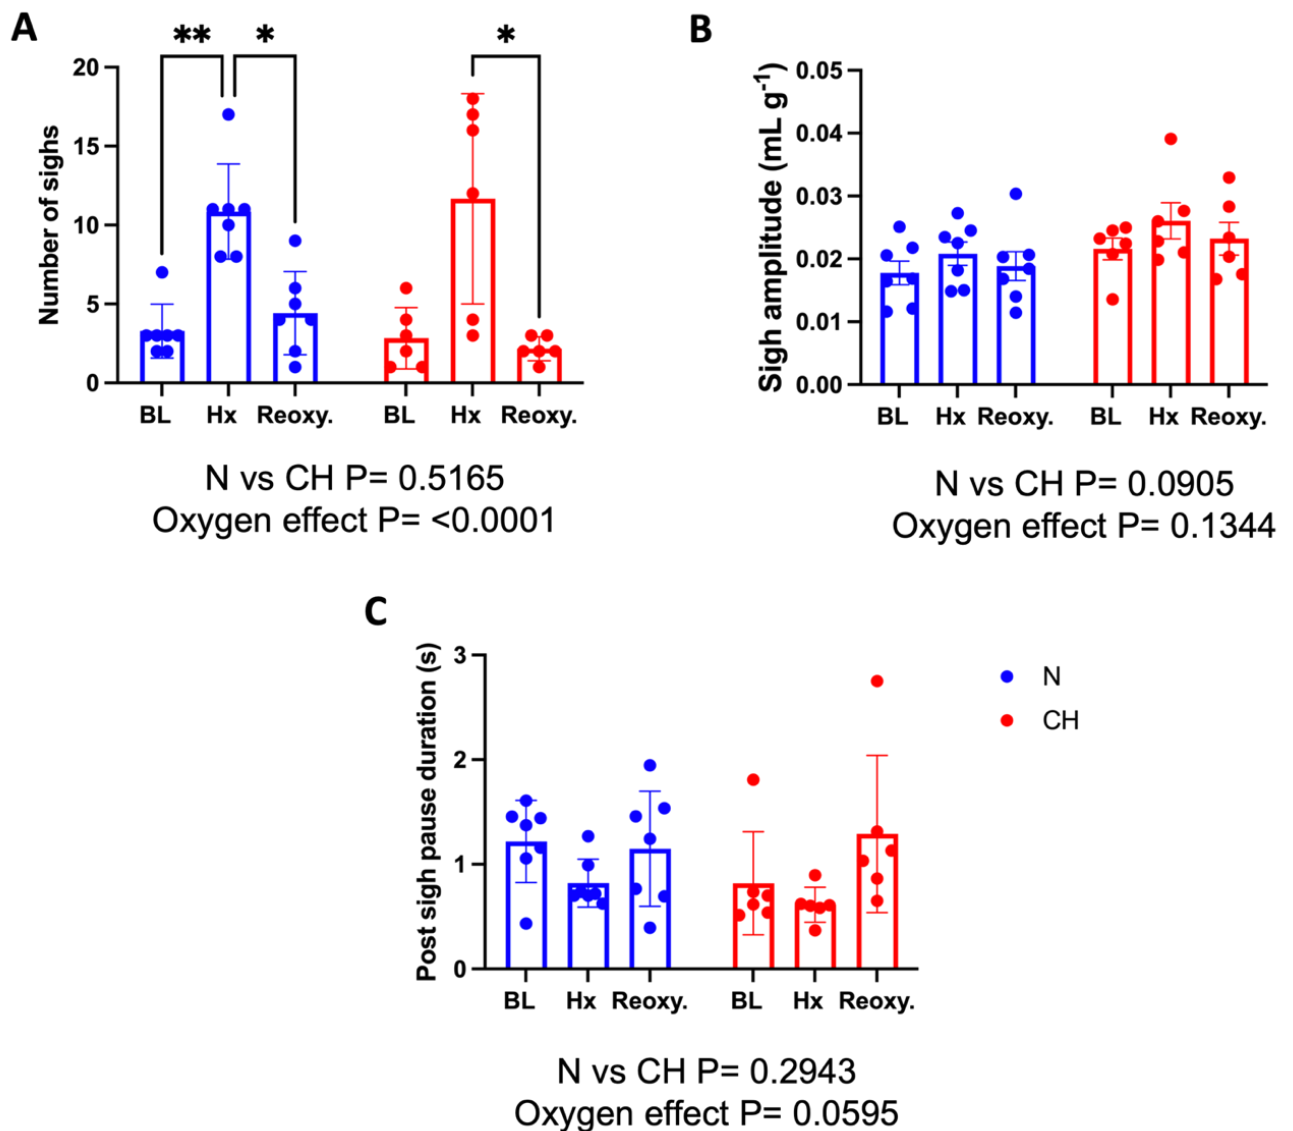 A
** * *
Number of sighs
20
15
10
5
0
BL Hx Reoxy. BL Hx Reoxy.
N vs CH P= 0.5165
Oxygen effect P= <0.0001
B
Sigh amplitude (mL g⁻¹)
0.05
0.04
0.03
0.02
0.01
0.00
BL Hx Reoxy. BL Hx Reoxy.
N vs CH P= 0.0905
Oxygen effect P= 0.1344
C
Post sigh pause duration (s)
3
2
1
0
BL Hx Reoxy. BL Hx Reoxy.
N
CH
N vs CH P= 0.2943
Oxygen effect P= 0.0595